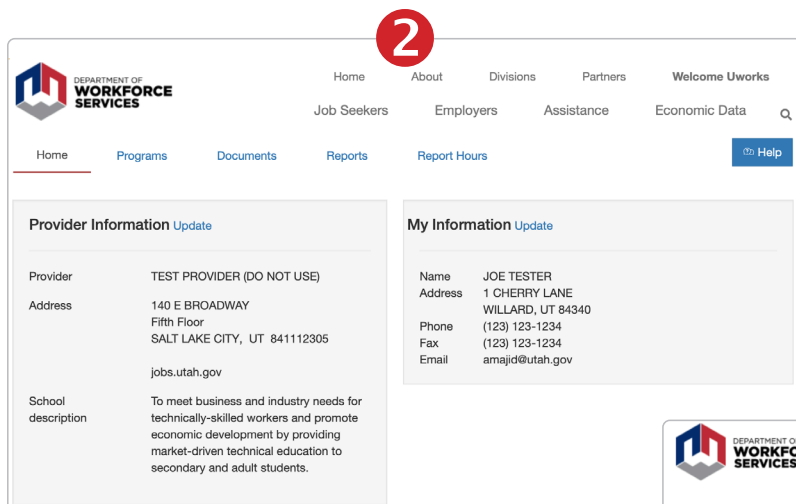 2
DEPARTMENT OF
WORKFORCE
SERVICES
Home About Divisions Partners Welcome Uworks
Job Seekers Employers Assistance Economic Data
Home Programs Documents Reports Report Hours Help
Provider Information Update
Provider TEST PROVIDER (DO NOT USE)
Address 140 E BROADWAY
Fifth Floor
SALT LAKE CITY, UT 841112305
jobs.utah.gov
School description To meet business and industry needs for
technically-skilled workers and promote
economic development by providing
market-driven technical education to
secondary and adult students.
My Information Update
Name JOE TESTER
Address 1 CHERRY LANE
WILLARD, UT 84340
Phone (123) 123-1234
Fax (123) 123-1234
Email amajid@utah.gov
DEPARTMENT O
WORKFO
SERVICES